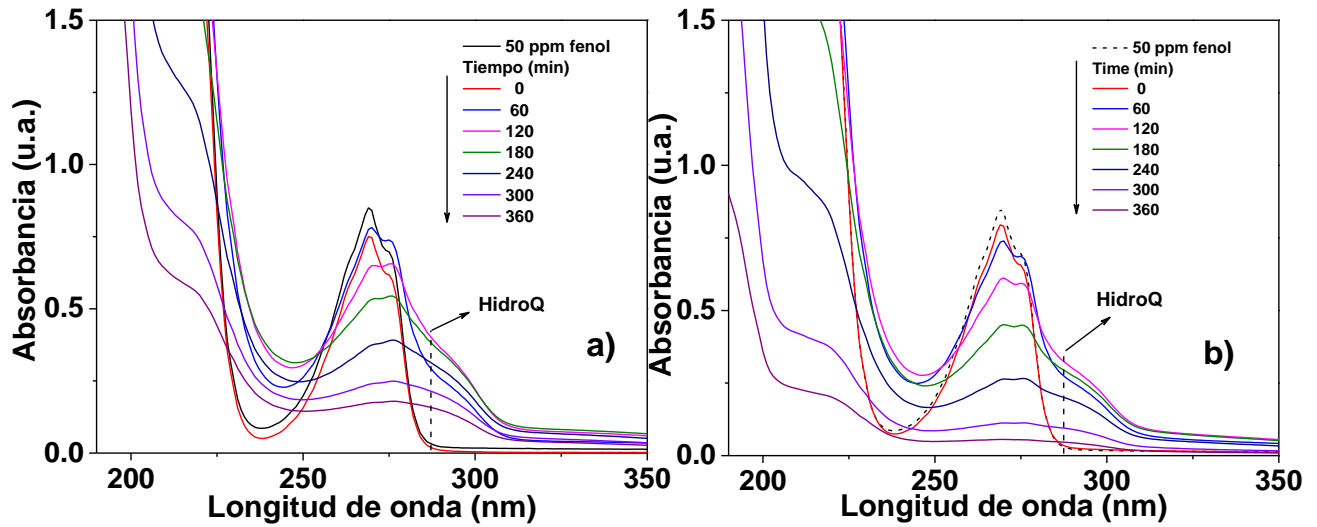 1.5
1.0
0.5
0.0
Absorbancia (u.a.)
50 ppm fenol
Tiempo (min)
0
60
120
180
240
300
360
HidroQ
a)
200
250
300
350
Longitud de onda (nm)
1.5
1.0
0.5
0.0
Absorbancia (u.a.)
50 ppm fenol
Time (min)
0
60
120
180
240
300
360
HidroQ
b)
200
250
300
350
Longitud de onda (nm)